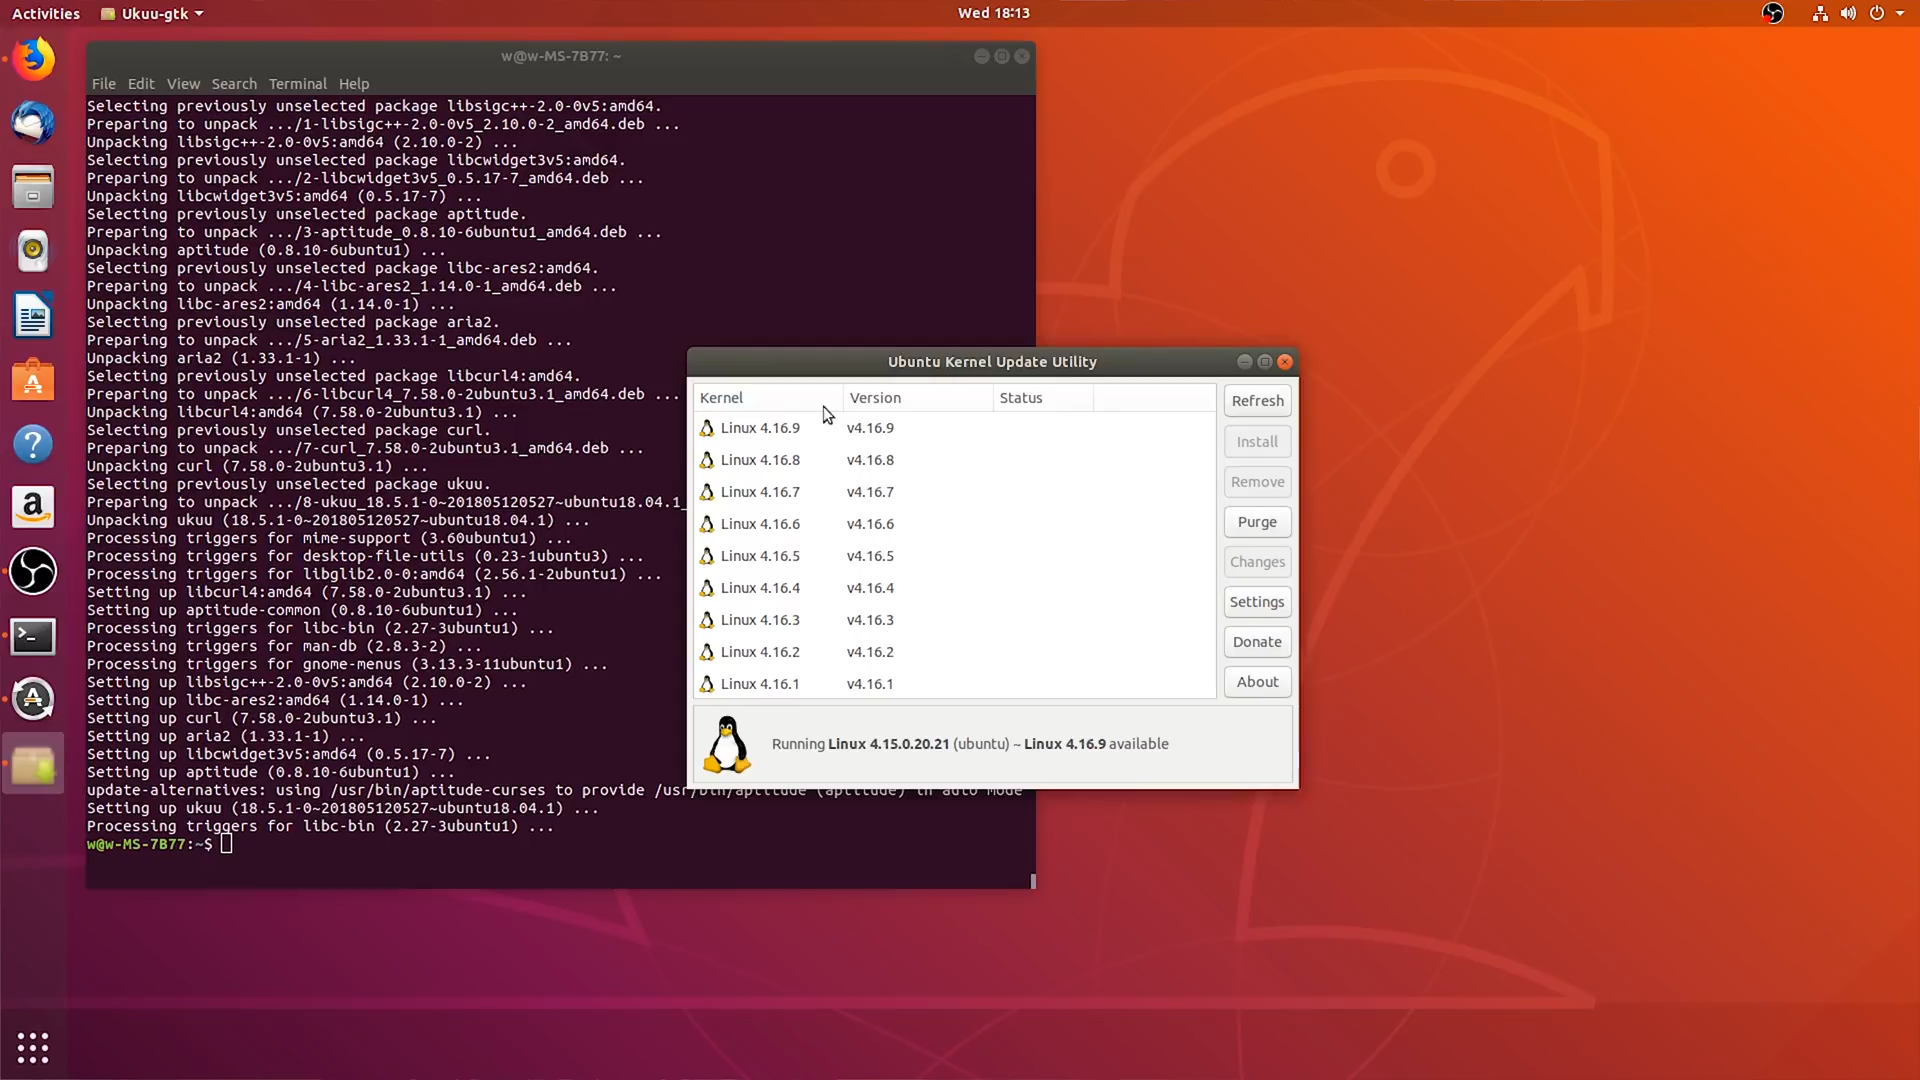 Activities Ukuu-gtk Wed 18:13
w@w-MS-7B77: ~
File Edit View Search Terminal Help
Selecting previously unselected package libsigc++-2.0-0v5:amd64.
Preparing to unpack .../1-libsigc++-2.0-0v5_2.10.0-2_amd64.deb ...
Unpacking libsigc++-2.0-0v5:amd64 (2.10.0-2) ...
Selecting previously unselected package libcwidget3v5:amd64.
Preparing to unpack .../2-libcwidget3v5_0.5.17-7_amd64.deb ...
Unpacking libcwidget3v5:amd64 (0.5.17-7) ...
Selecting previously unselected package aptitude.
Preparing to unpack .../3-aptitude_0.8.10-6ubuntu1_amd64.deb ...
Unpacking aptitude (0.8.10-6ubuntu1) ...
Selecting previously unselected package libc-ares2:amd64.
Preparing to unpack .../4-libc-ares2_1.14.0-1_amd64.deb ...
Unpacking libc-ares2:amd64 (1.14.0-1) ...
Selecting previously unselected package aria2.
Preparing to unpack .../5-aria2_1.33.1-1_amd64.deb ...
Unpacking aria2 (1.33.1-1) ...
Selecting previously unselected package libcurl4:amd64.
Preparing to unpack .../6-libcurl4_7.58.0-2ubuntu3.1_amd64.deb ...
Unpacking libcurl4:amd64 (7.58.0-2ubuntu3.1) ...
Selecting previously unselected package curl.
Preparing to unpack .../7-curl_7.58.0-2ubuntu3.1_amd64.deb ...
Unpacking curl (7.58.0-2ubuntu3.1) ...
Selecting previously unselected package ukuu.
Preparing to unpack .../8-ukuu_18.5.1-0~201805120527~ubuntu18.04.1_
Unpacking ukuu (18.5.1-0~201805120527~ubuntu18.04.1) ...
Processing triggers for mime-support (3.60ubuntu1) ...
Processing triggers for desktop-file-utils (0.23-1ubuntu3) ...
Processing triggers for libglib2.0-0:amd64 (2.56.1-2ubuntu1) ...
Setting up libcurl4:amd64 (7.58.0-2ubuntu3.1) ...
Setting up aptitude-common (0.8.10-6ubuntu1) ...
Processing triggers for libc-bin (2.27-3ubuntu1) ...
Processing triggers for man-db (2.8.3-2) ...
Processing triggers for gnome-menus (3.13.3-11ubuntu1) ...
Setting up libsigc++-2.0-0v5:amd64 (2.10.0-2) ...
Setting up libc-ares2:amd64 (1.14.0-1) ...
Setting up curl (7.58.0-2ubuntu3.1) ...
Setting up aria2 (1.33.1-1) ...
Setting up libcwidget3v5:amd64 (0.5.17-7) ...
Setting up aptitude (0.8.10-6ubuntu1) ...
update-alternatives: using /usr/bin/aptitude-curses to provide /usr/bin/aptitude (aptitude) in auto mode
Setting up ukuu (18.5.1-0~201805120527~ubuntu18.04.1) ...
Processing triggers for libc-bin (2.27-3ubuntu1) ...
w@w-MS-7B77:~$
Ubuntu Kernel Update Utility
Kernel Version Status
Linux 4.16.9 v4.16.9
Linux 4.16.8 v4.16.8
Linux 4.16.7 v4.16.7
Linux 4.16.6 v4.16.6
Linux 4.16.5 v4.16.5
Linux 4.16.4 v4.16.4
Linux 4.16.3 v4.16.3
Linux 4.16.2 v4.16.2
Linux 4.16.1 v4.16.1
Refresh
Install
Remove
Purge
Changes
Settings
Donate
About
Running Linux 4.15.0.20.21 (ubuntu) ~ Linux 4.16.9 available